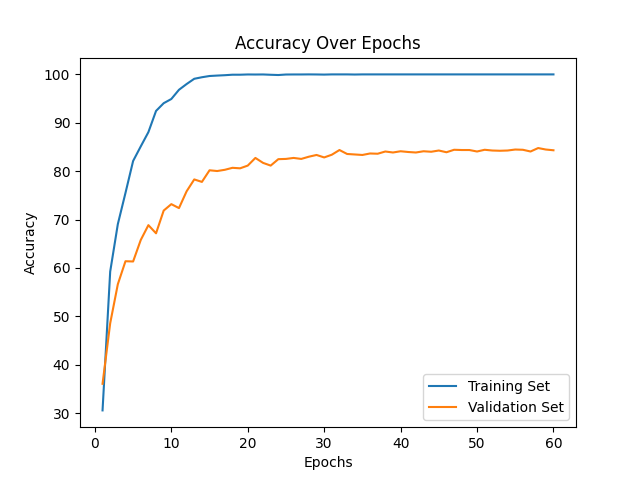 Accuracy Over Epochs
Accuracy
100
90
80
70
60
50
40
30
0 10 20 30 40 50 60
Epochs
Training Set
Validation Set